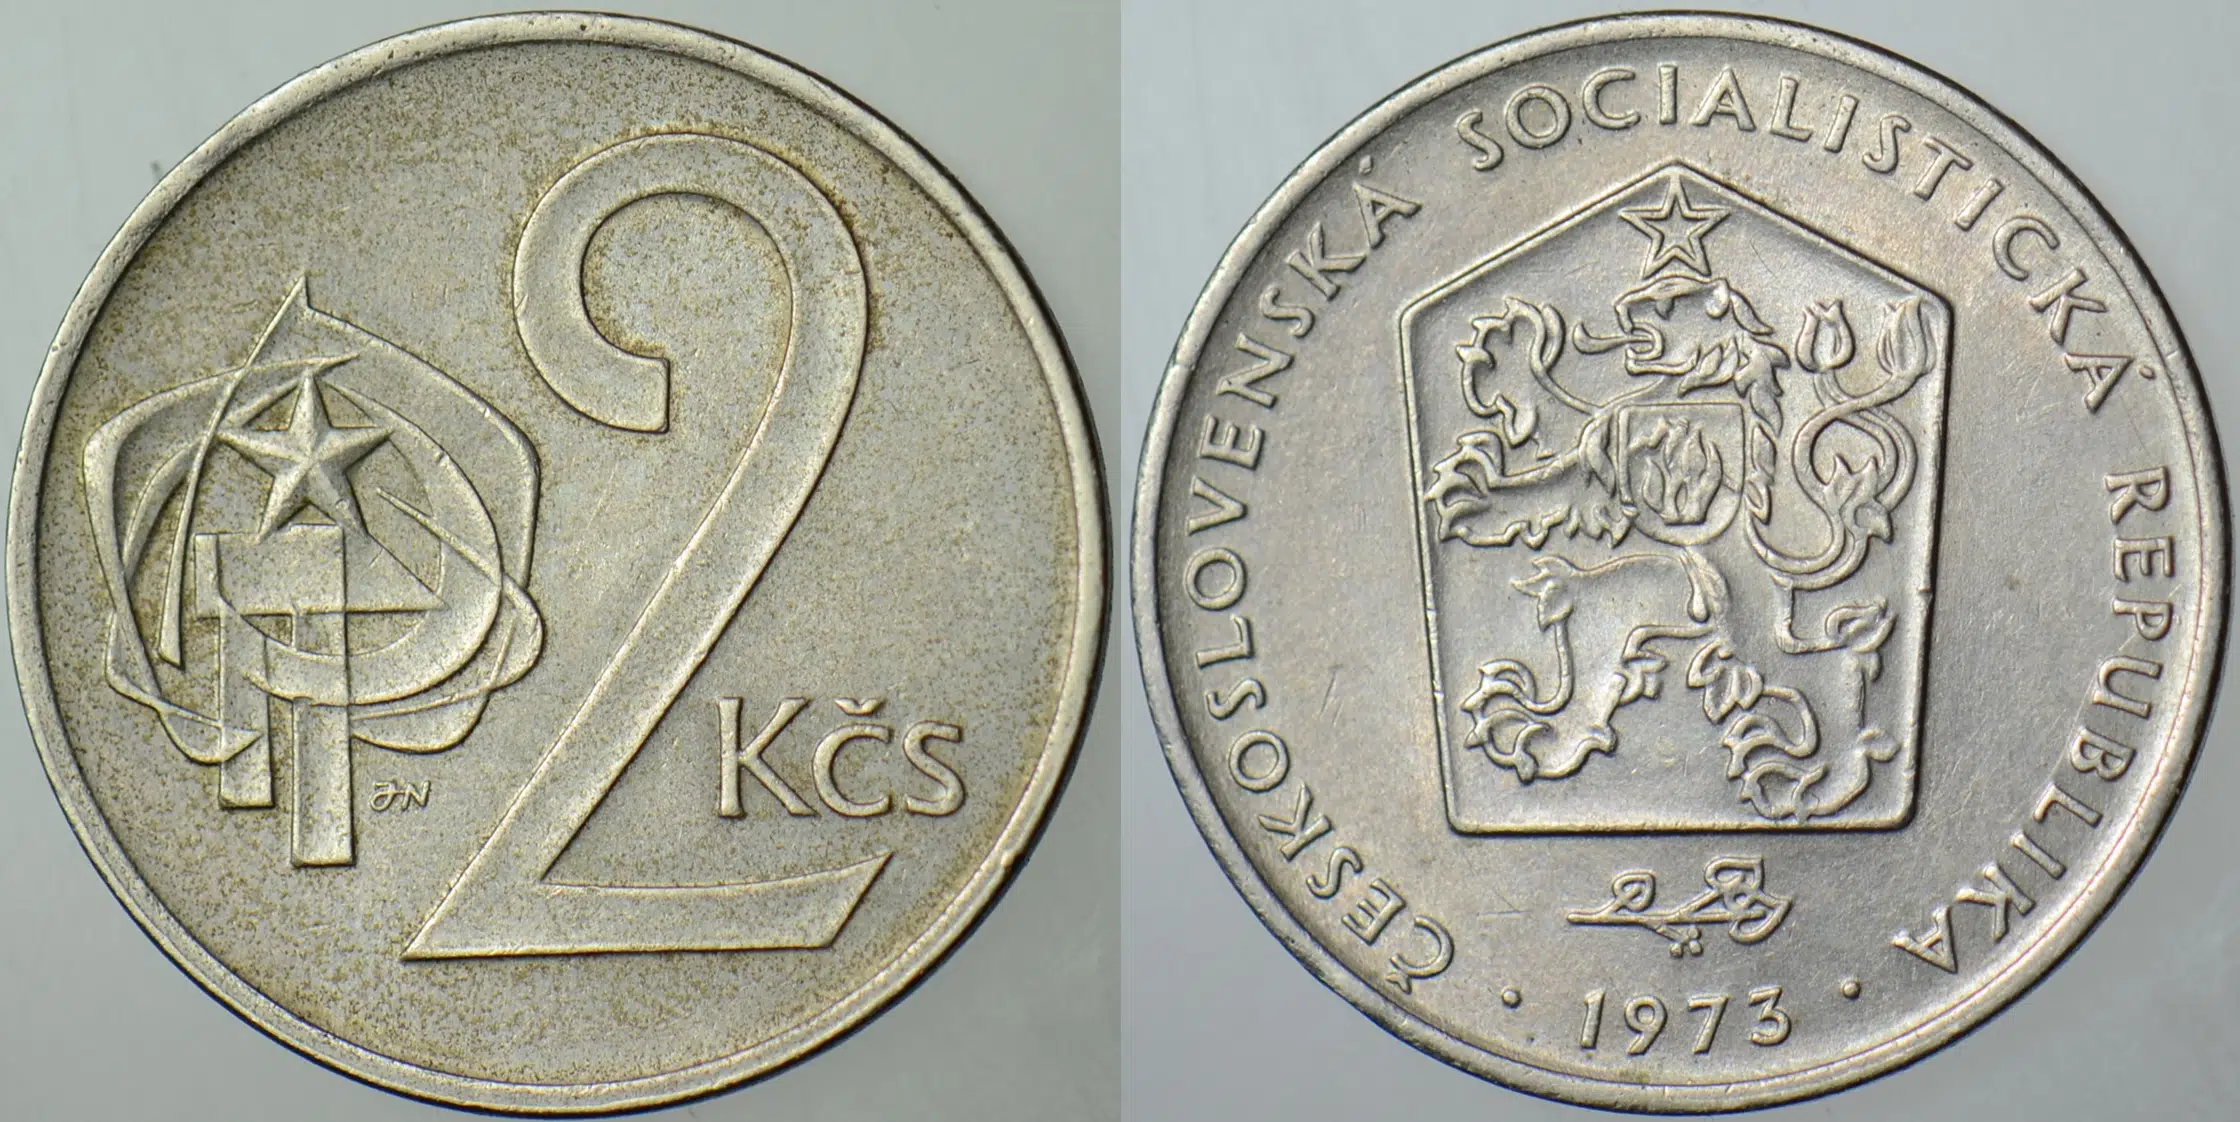 2
Kčs
JN
ČESKOSLOVENSKÁ SOCIALISTICKÁ REPUBLIKA
· 1973 ·